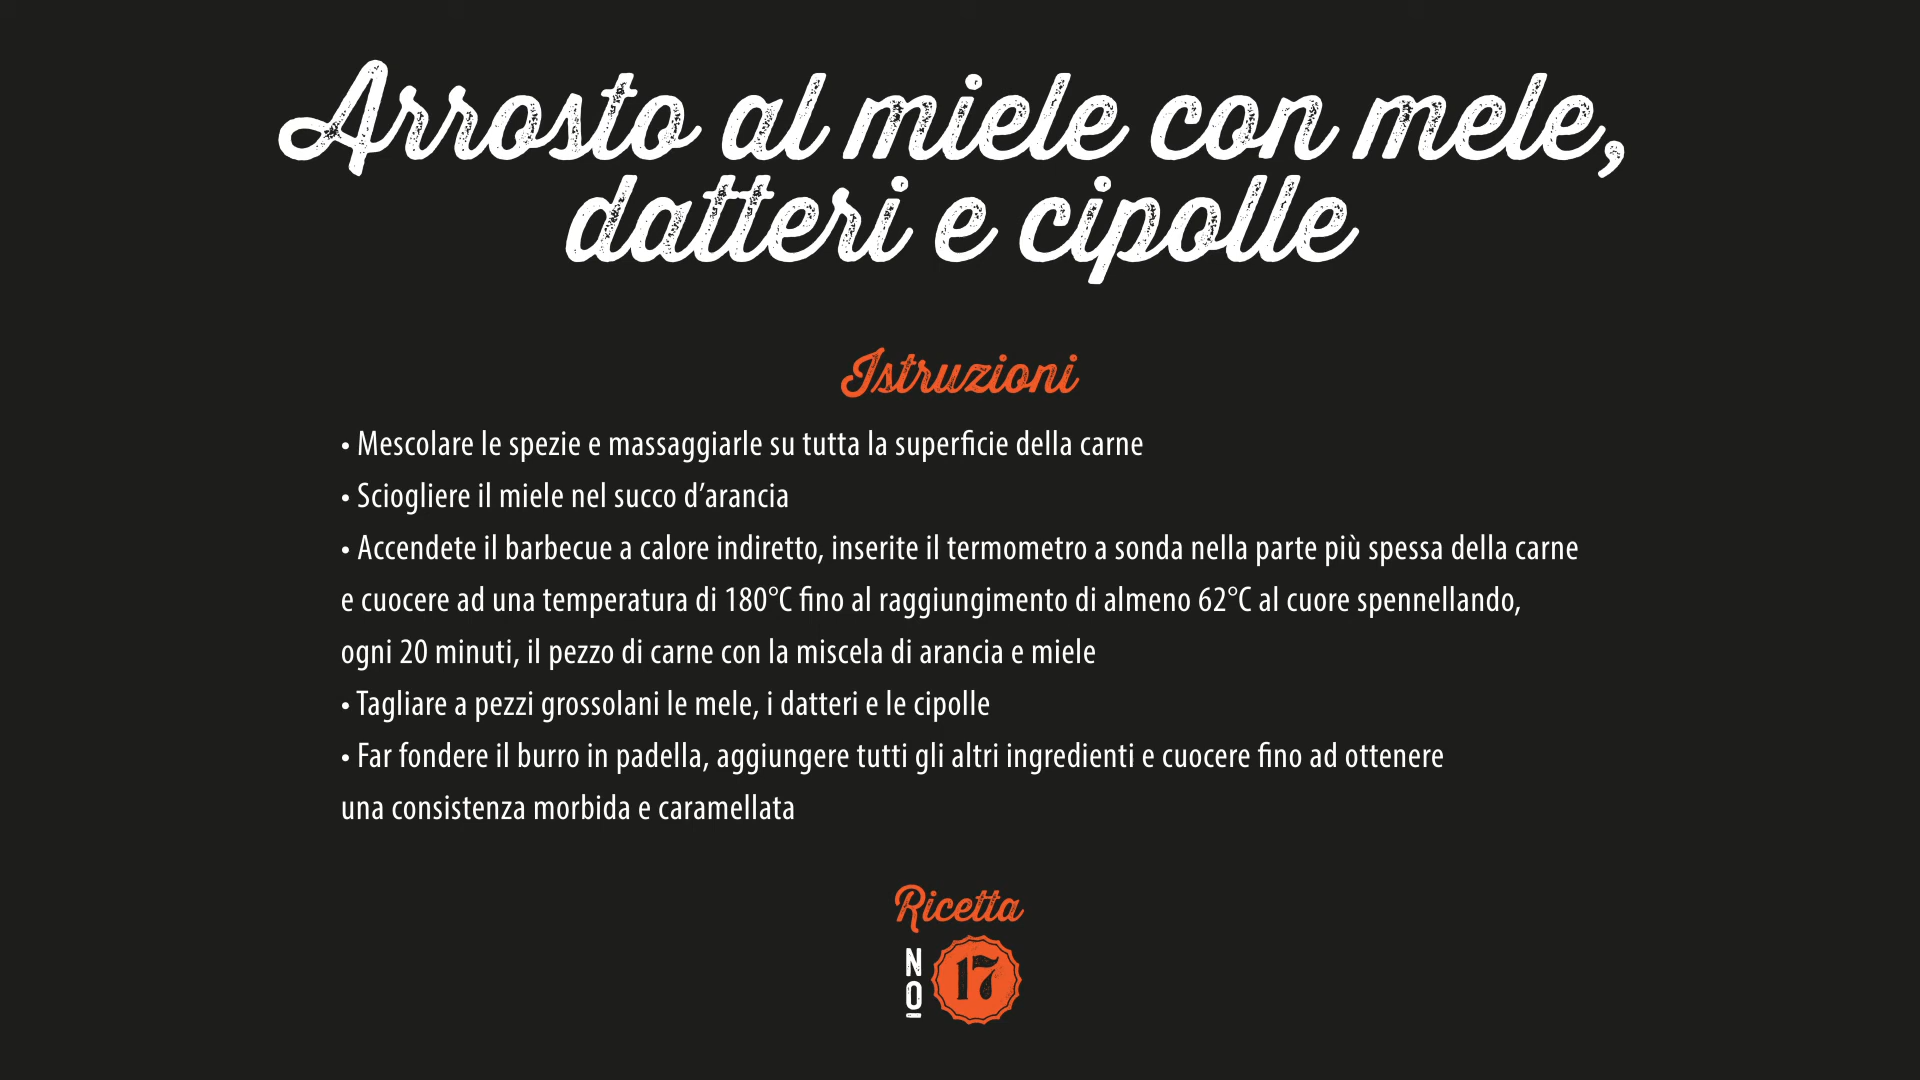 Arrosto al miele con mele,
datteri e cipolle
Istruzioni
• Mescolare le spezie e massaggiarle su tutta la superficie della carne
• Sciogliere il miele nel succo d’arancia
• Accendete il barbecue a calore indiretto, inserite il termometro a sonda nella parte più spessa della carne
e cuocere ad una temperatura di 180°C fino al raggiungimento di almeno 62°C al cuore spennellando,
ogni 20 minuti, il pezzo di carne con la miscela di arancia e miele
• Tagliare a pezzi grossolani le mele, i datteri e le cipolle
• Far fondere il burro in padella, aggiungere tutti gli altri ingredienti e cuocere fino ad ottenere
una consistenza morbida e caramellata
Ricetta
NO 17